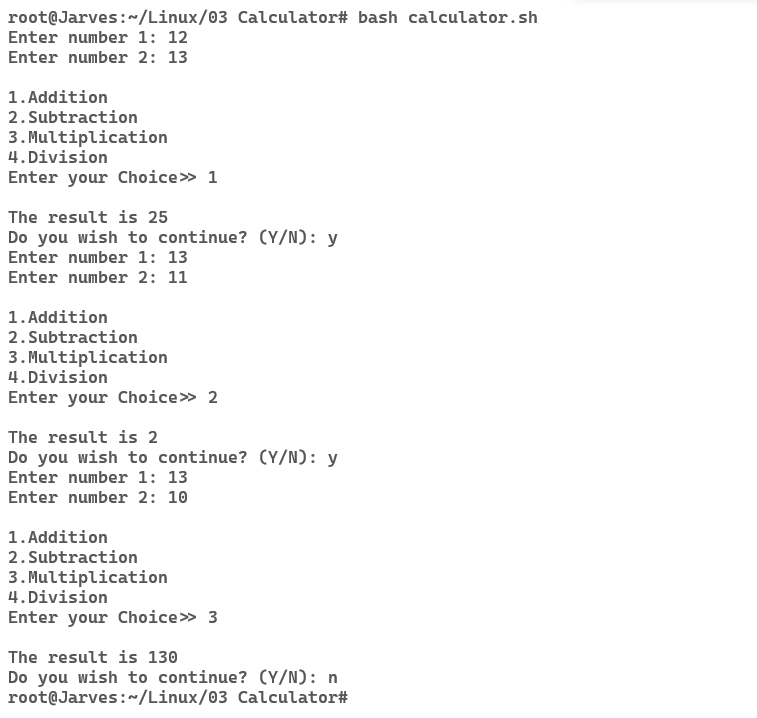 root@Jarves:~/Linux/03 Calculator# bash calculator.sh
Enter number 1: 12
Enter number 2: 13
1.Addition
2.Subtraction
3.Multiplication
4.Division
Enter your Choice>> 1
The result is 25
Do you wish to continue? (Y/N): y
Enter number 1: 13
Enter number 2: 11
1.Addition
2.Subtraction
3.Multiplication
4.Division
Enter your Choice>> 2
The result is 2
Do you wish to continue? (Y/N): y
Enter number 1: 13
Enter number 2: 10
1.Addition
2.Subtraction
3.Multiplication
4.Division
Enter your Choice>> 3
The result is 130
Do you wish to continue? (Y/N): n
root@Jarves:~/Linux/03 Calculator#